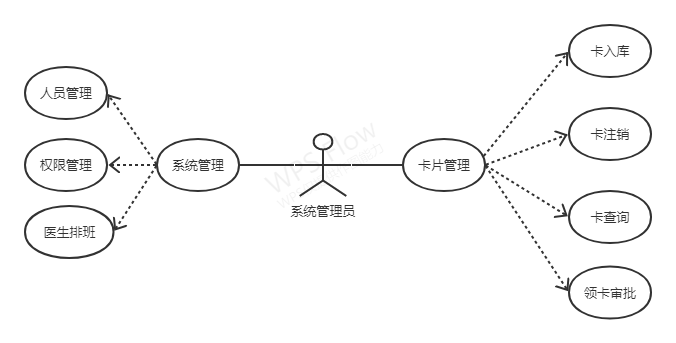 卡入库
人员管理
卡注销
权限管理
系统管理
卡片管理
系统管理员
卡查询
医生排班
领卡审批
WPS Flow